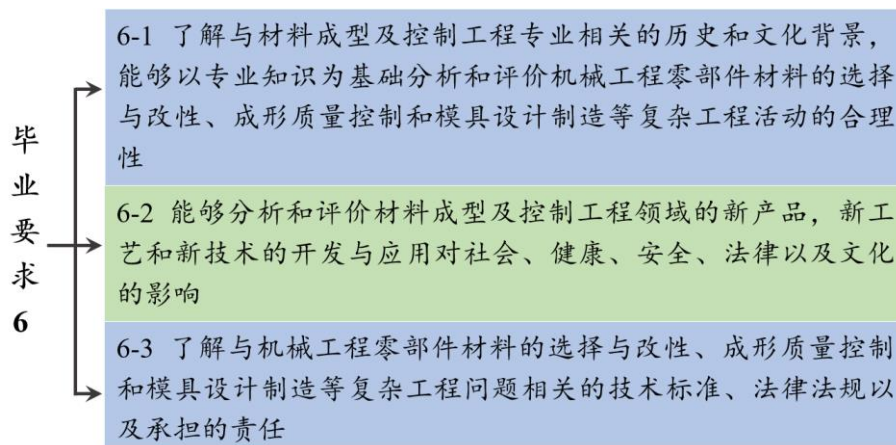 毕
业
要
求
6
6-1 了解与材料成型及控制工程专业相关的历史和文化背景，
能够以专业知识为基础分析和评价机械工程零部件材料的选择
与改性、成形质量控制和模具设计制造等复杂工程活动的合理
性
6-2 能够分析和评价材料成型及控制工程领域的新产品，新工
艺和新技术的开发与应用对社会、健康、安全、法律以及文化
的影响
6-3 了解与机械工程零部件材料的选择与改性、成形质量控制
和模具设计制造等复杂工程问题相关的技术标准、法律法规以
及承担的责任